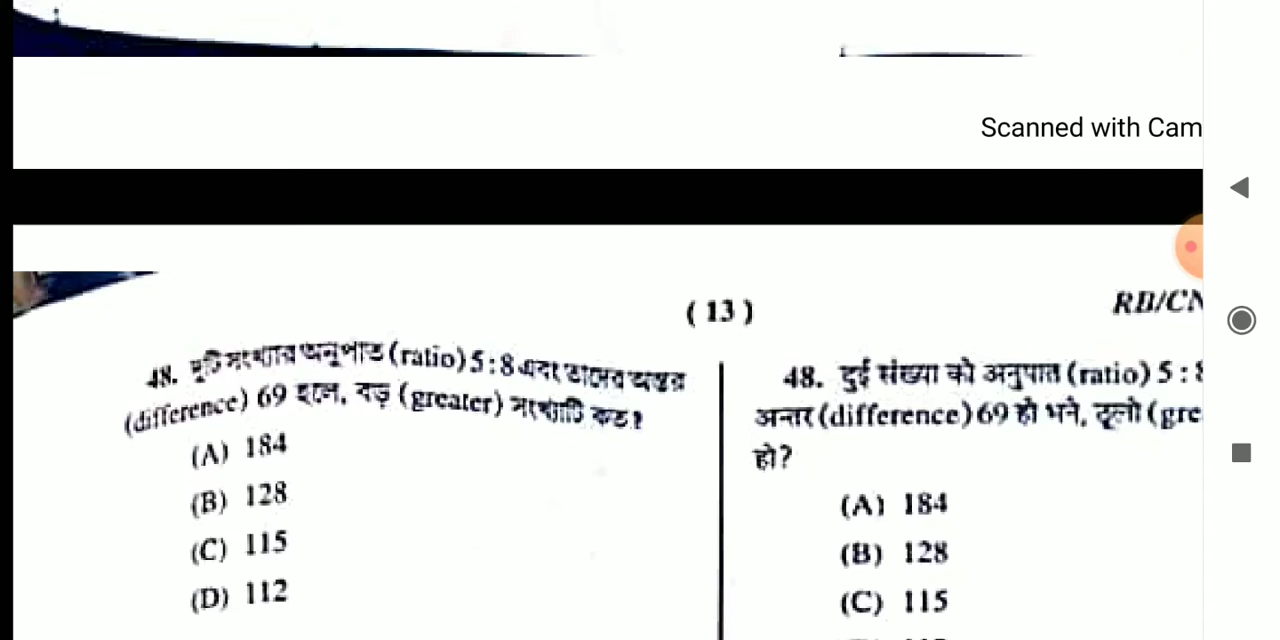 Scanned with Cam
( 13 )
RB/CN
48. দুটি সংখ্যার অনুপাত (ratio) 5 : 8 এবং তাদের অন্তর
(difference) 69 হলে, বড় (greater) সংখ্যাটি কত?
(A) 184
(B) 128
(C) 115
(D) 112
48. दुई संख्या को अनुपात (ratio) 5 : 8
अन्तर (difference) 69 हो भने, ठूलो (gre
हो?
(A) 184
(B) 128
(C) 115